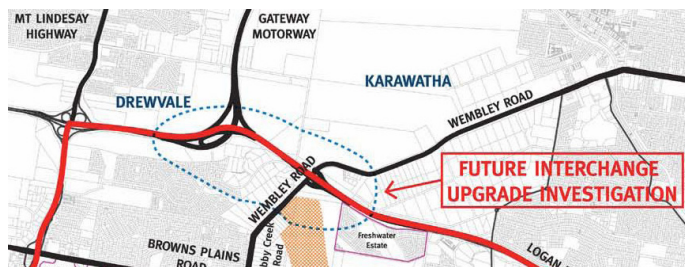 MT LINDESAY
HIGHWAY
GATEWAY
MOTORWAY
DREWVALE
KARAWATHA
WEMBLEY ROAD
FUTURE INTERCHANGE
UPGRADE INVESTIGATION
WEMBLEY ROAD
Freshwater
Estate
BROWNS PLAINS
ROAD
bby Creek
Road
LOGAN